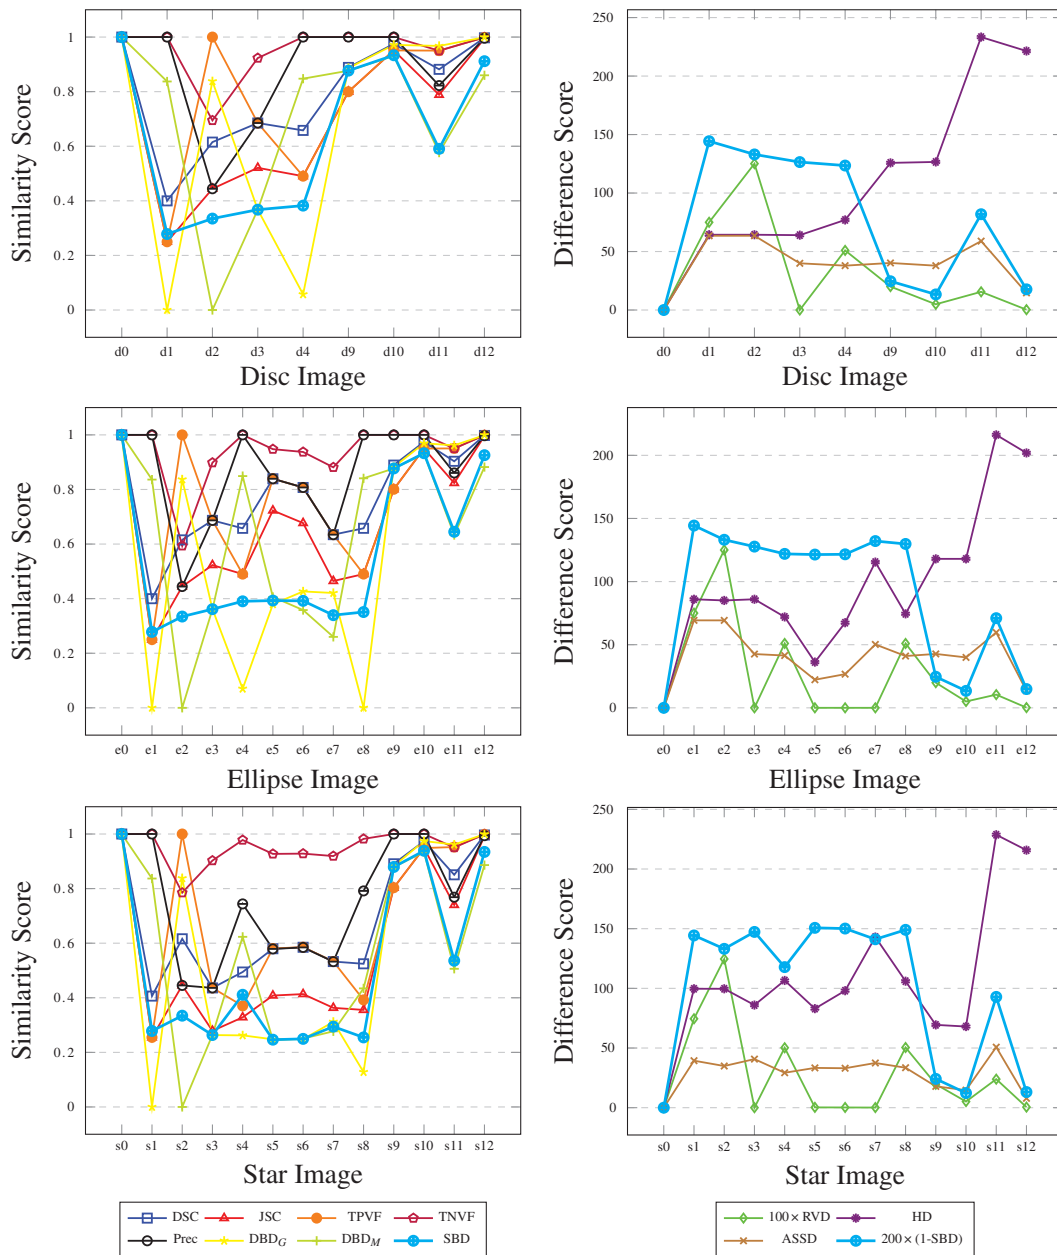 1
0.8
0.6
0.4
0.2
0
Similarity Score
d0 d1 d2 d3 d4 d9 d10 d11 d12
Disc Image
250
200
150
100
50
0
Difference Score
d0 d1 d2 d3 d4 d9 d10 d11 d12
Disc Image
1
0.8
0.6
0.4
0.2
0
Similarity Score
e0 e1 e2 e3 e4 e5 e6 e7 e8 e9 e10 e11 e12
Ellipse Image
200
150
100
50
0
Difference Score
e0 e1 e2 e3 e4 e5 e6 e7 e8 e9 e10 e11 e12
Ellipse Image
1
0.8
0.6
0.4
0.2
0
Similarity Score
s0 s1 s2 s3 s4 s5 s6 s7 s8 s9 s10 s11 s12
Star Image
250
200
150
100
50
0
Difference Score
s0 s1 s2 s3 s4 s5 s6 s7 s8 s9 s10 s11 s12
Star Image
DSC JSC TPVF TNVF
Prec DBD_G DBD_M SBD
100×RVD HD
ASSD 200×(1-SBD)